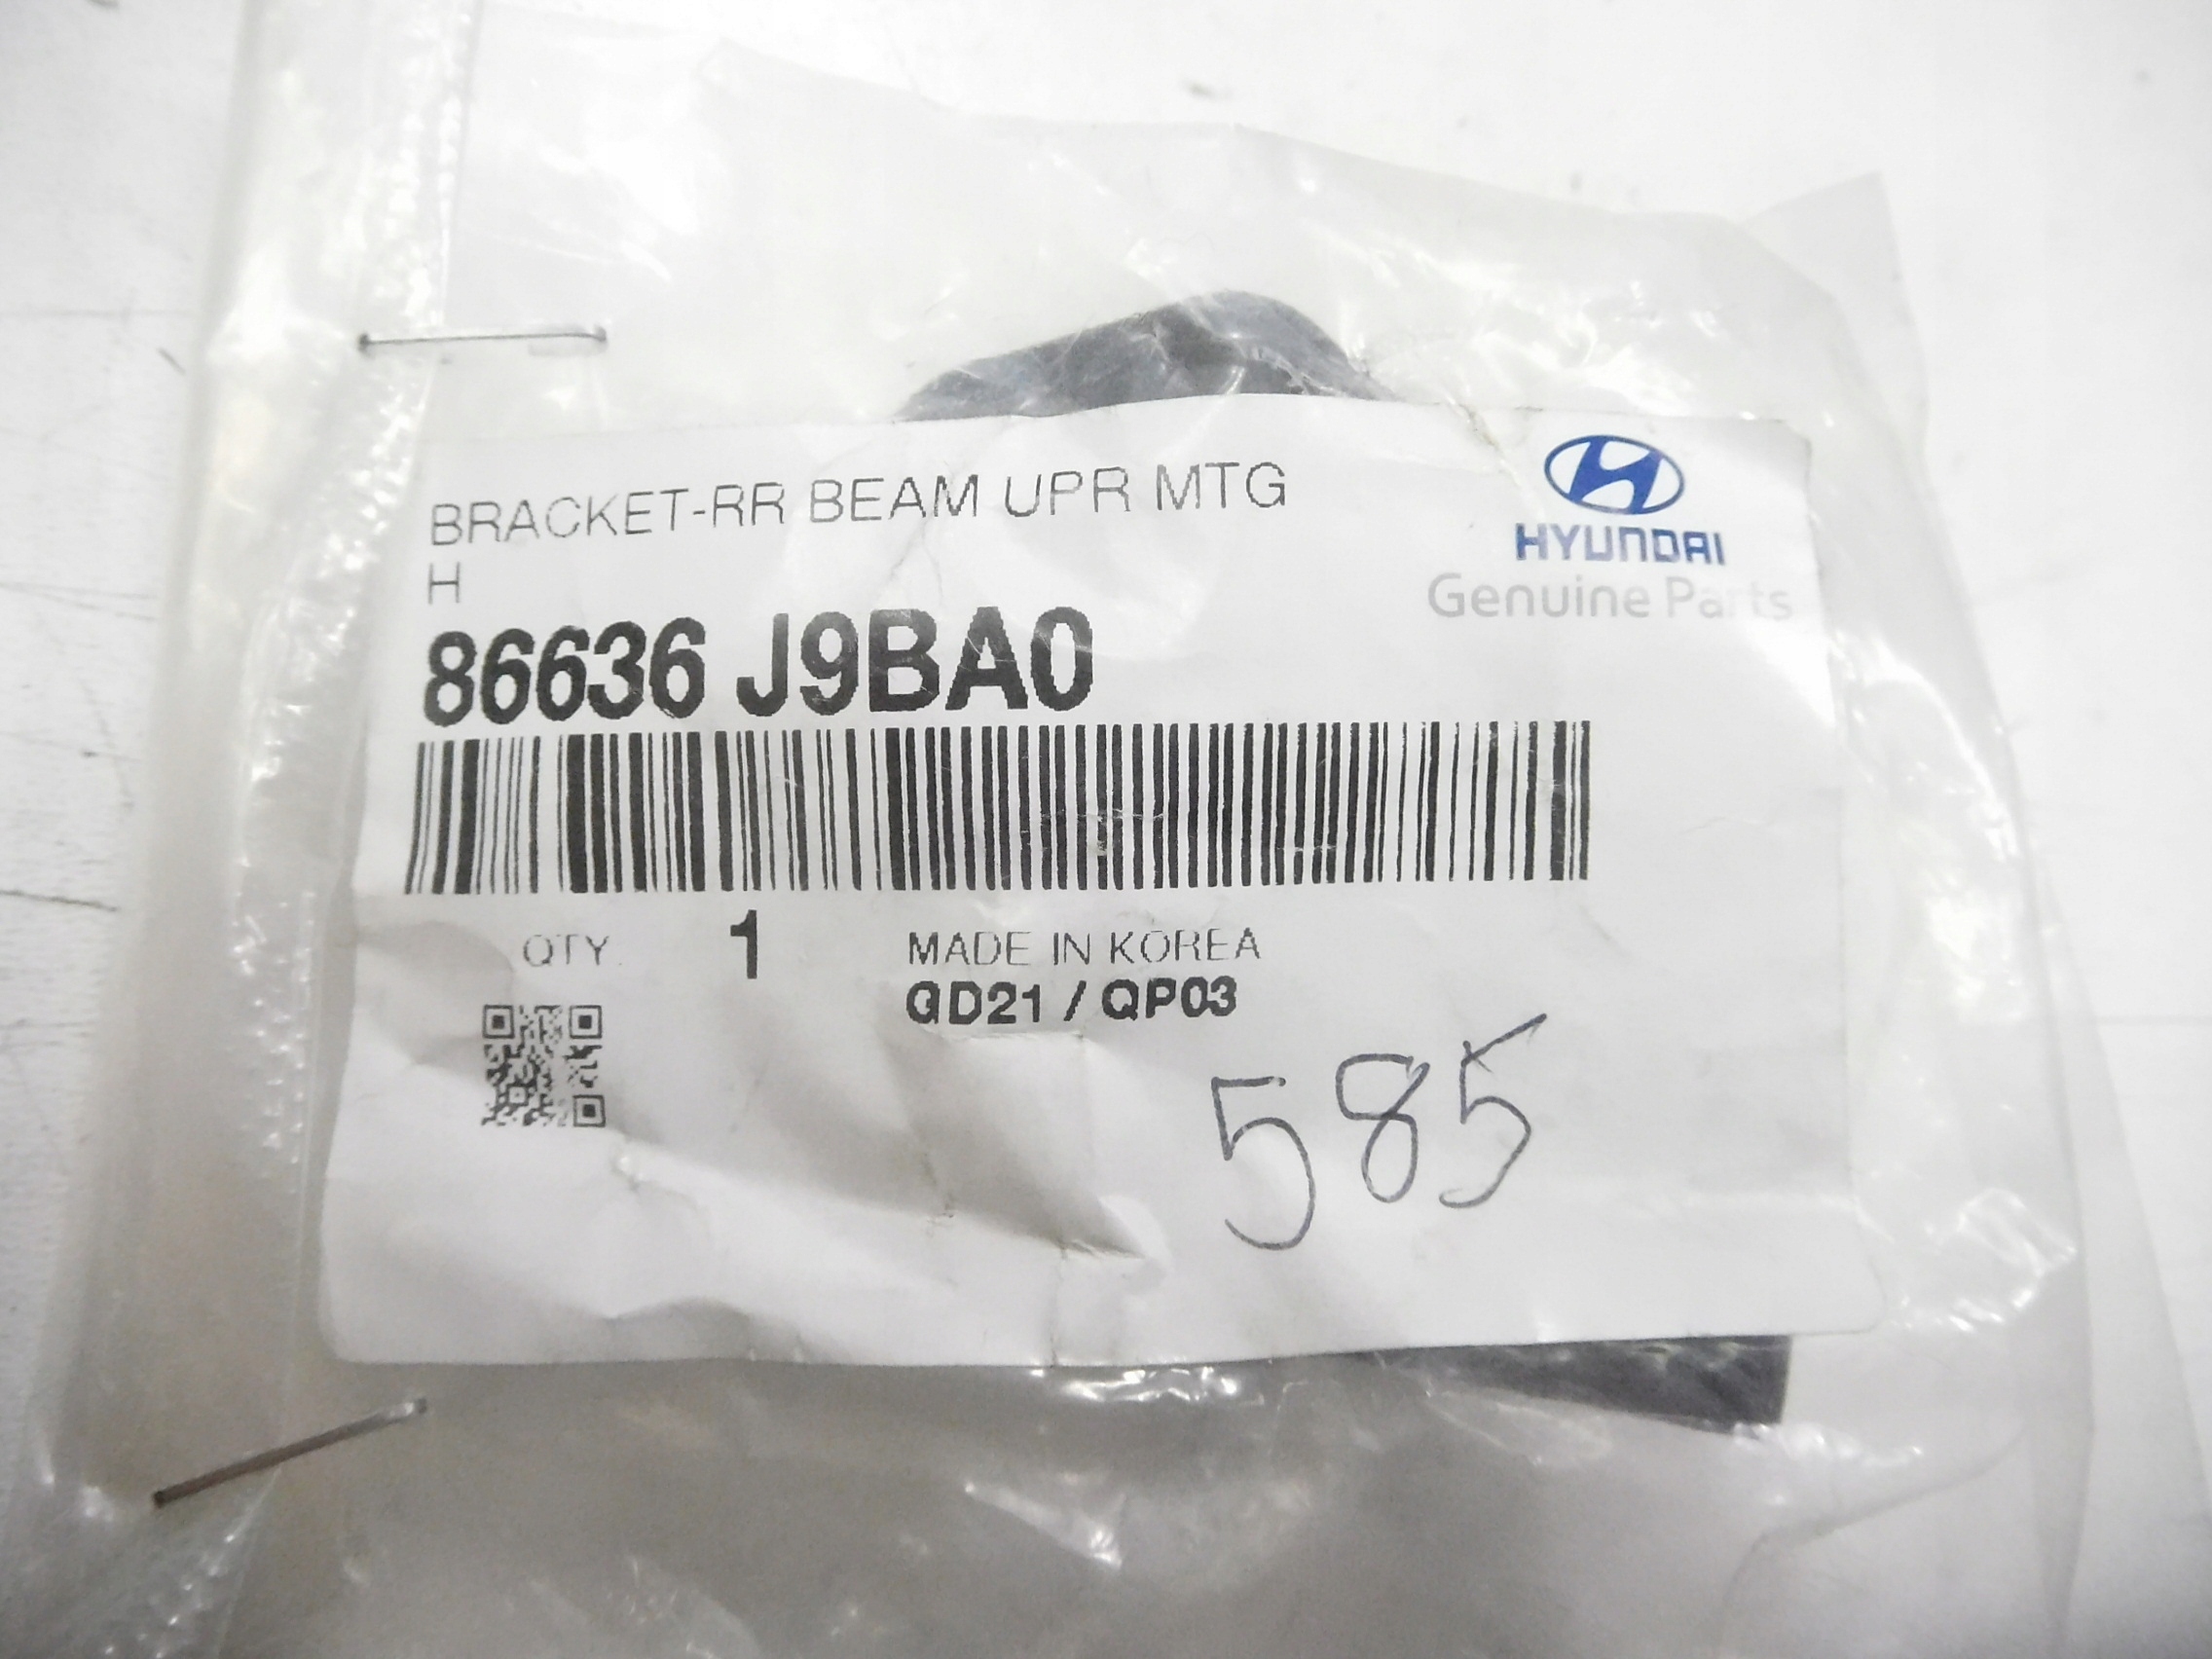 BRACKET-RR BEAM UPR MTG
H
HYUNDAI
Genuine Parts
86636 J9BA0
QTY. 1 MADE IN KOREA
GD21 / QP03
585